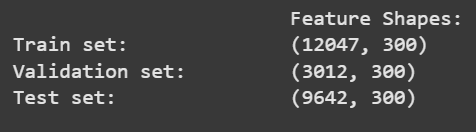 Feature Shapes:
Train set: (12047, 300)
Validation set: (3012, 300)
Test set: (9642, 300)